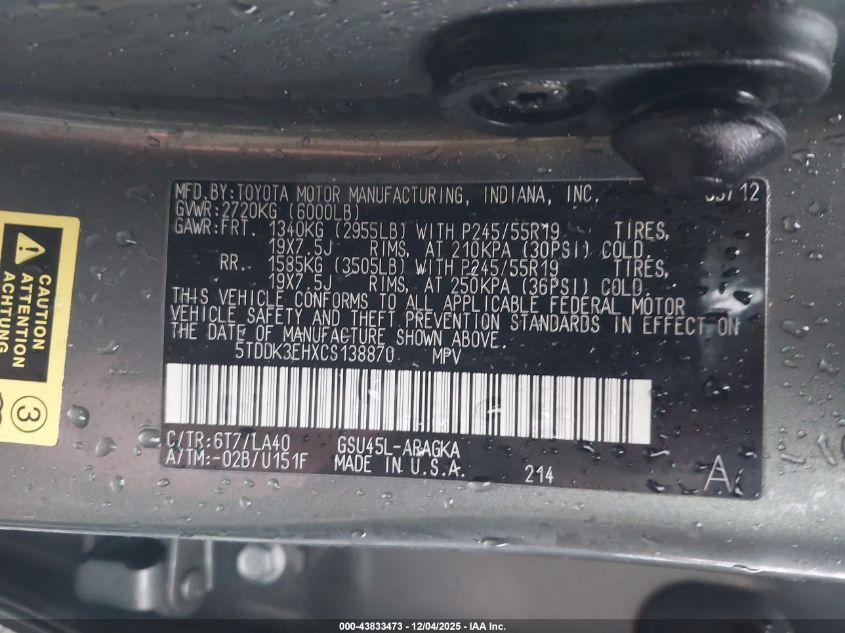 MFD.BY:TOYOTA MOTOR MANUFACTURING, INDIANA, INC. 12
GVWR:2720KG (6000LB)
GAWR:FRT. 1340KG (2955LB) WITH P245/55R19 TIRES,
19X7.5J RIMS, AT 210KPA (30PSI) COLD.
RR. 1585KG (3505LB) WITH P245/55R19 TIRES,
19X7.5J RIMS, AT 250KPA (36PSI) COLD.
THIS VEHICLE CONFORMS TO ALL APPLICABLE FEDERAL MOTOR
VEHICLE SAFETY AND THEFT PREVENTION STANDARDS IN EFFECT ON
THE DATE OF MANUFACTURE SHOWN ABOVE.
5TDDK3EHXCS138870 MPV
C/TR:6T7/LA40 GSU45L-ARAGKA
A/TM:-02B/U151F MADE IN U.S.A. 214 A
CAUTION
ATTENTION
ACHTUNG
3
000-43833473 - 12/04/2025 - IAA Inc.